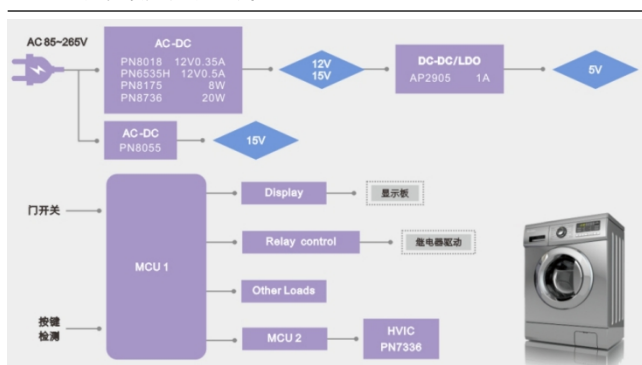 AC 85~265V
AC-DC
PN8018 12V0.35A
PN6535H 12V0.5A
PN8175 8W
PN8736 20W
12V
15V
DC-DC/LDO
AP2905 1A
5V
AC-DC
PN8055
15V
门开关
MCU 1
Display
显示板
Relay control
继电器驱动
Other Loads
按键
检测
MCU 2
HVIC
PN7336